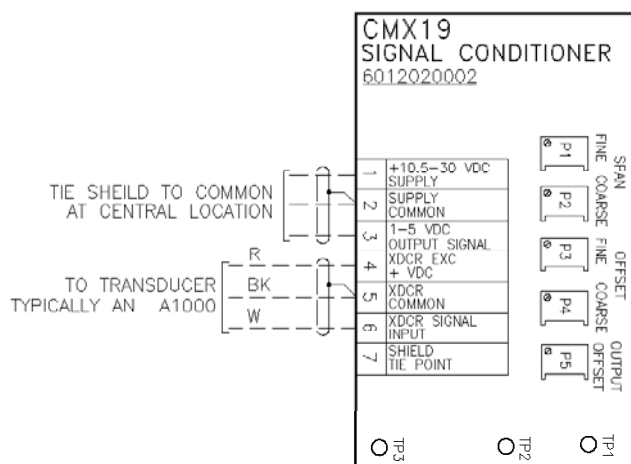 CMX19
SIGNAL CONDITIONER
6012020002
TIE SHEILD TO COMMON
AT CENTRAL LOCATION
R
BK
W
TO TRANSDUCER
TYPICALLY AN A1000
1 +10.5-30 VDC
SUPPLY
2 SUPPLY
COMMON
3 1-5 VDC
OUTPUT SIGNAL
4 XDCR EXC
+ VDC
5 XDCR
COMMON
6 XDCR SIGNAL
INPUT
7 SHIELD
TIE POINT
P1
FINE
SPAN
P2
COARSE
P3
FINE
OFFSET
P4
COARSE
P5
OUTPUT
OFFSET
TP3
TP2
TP1